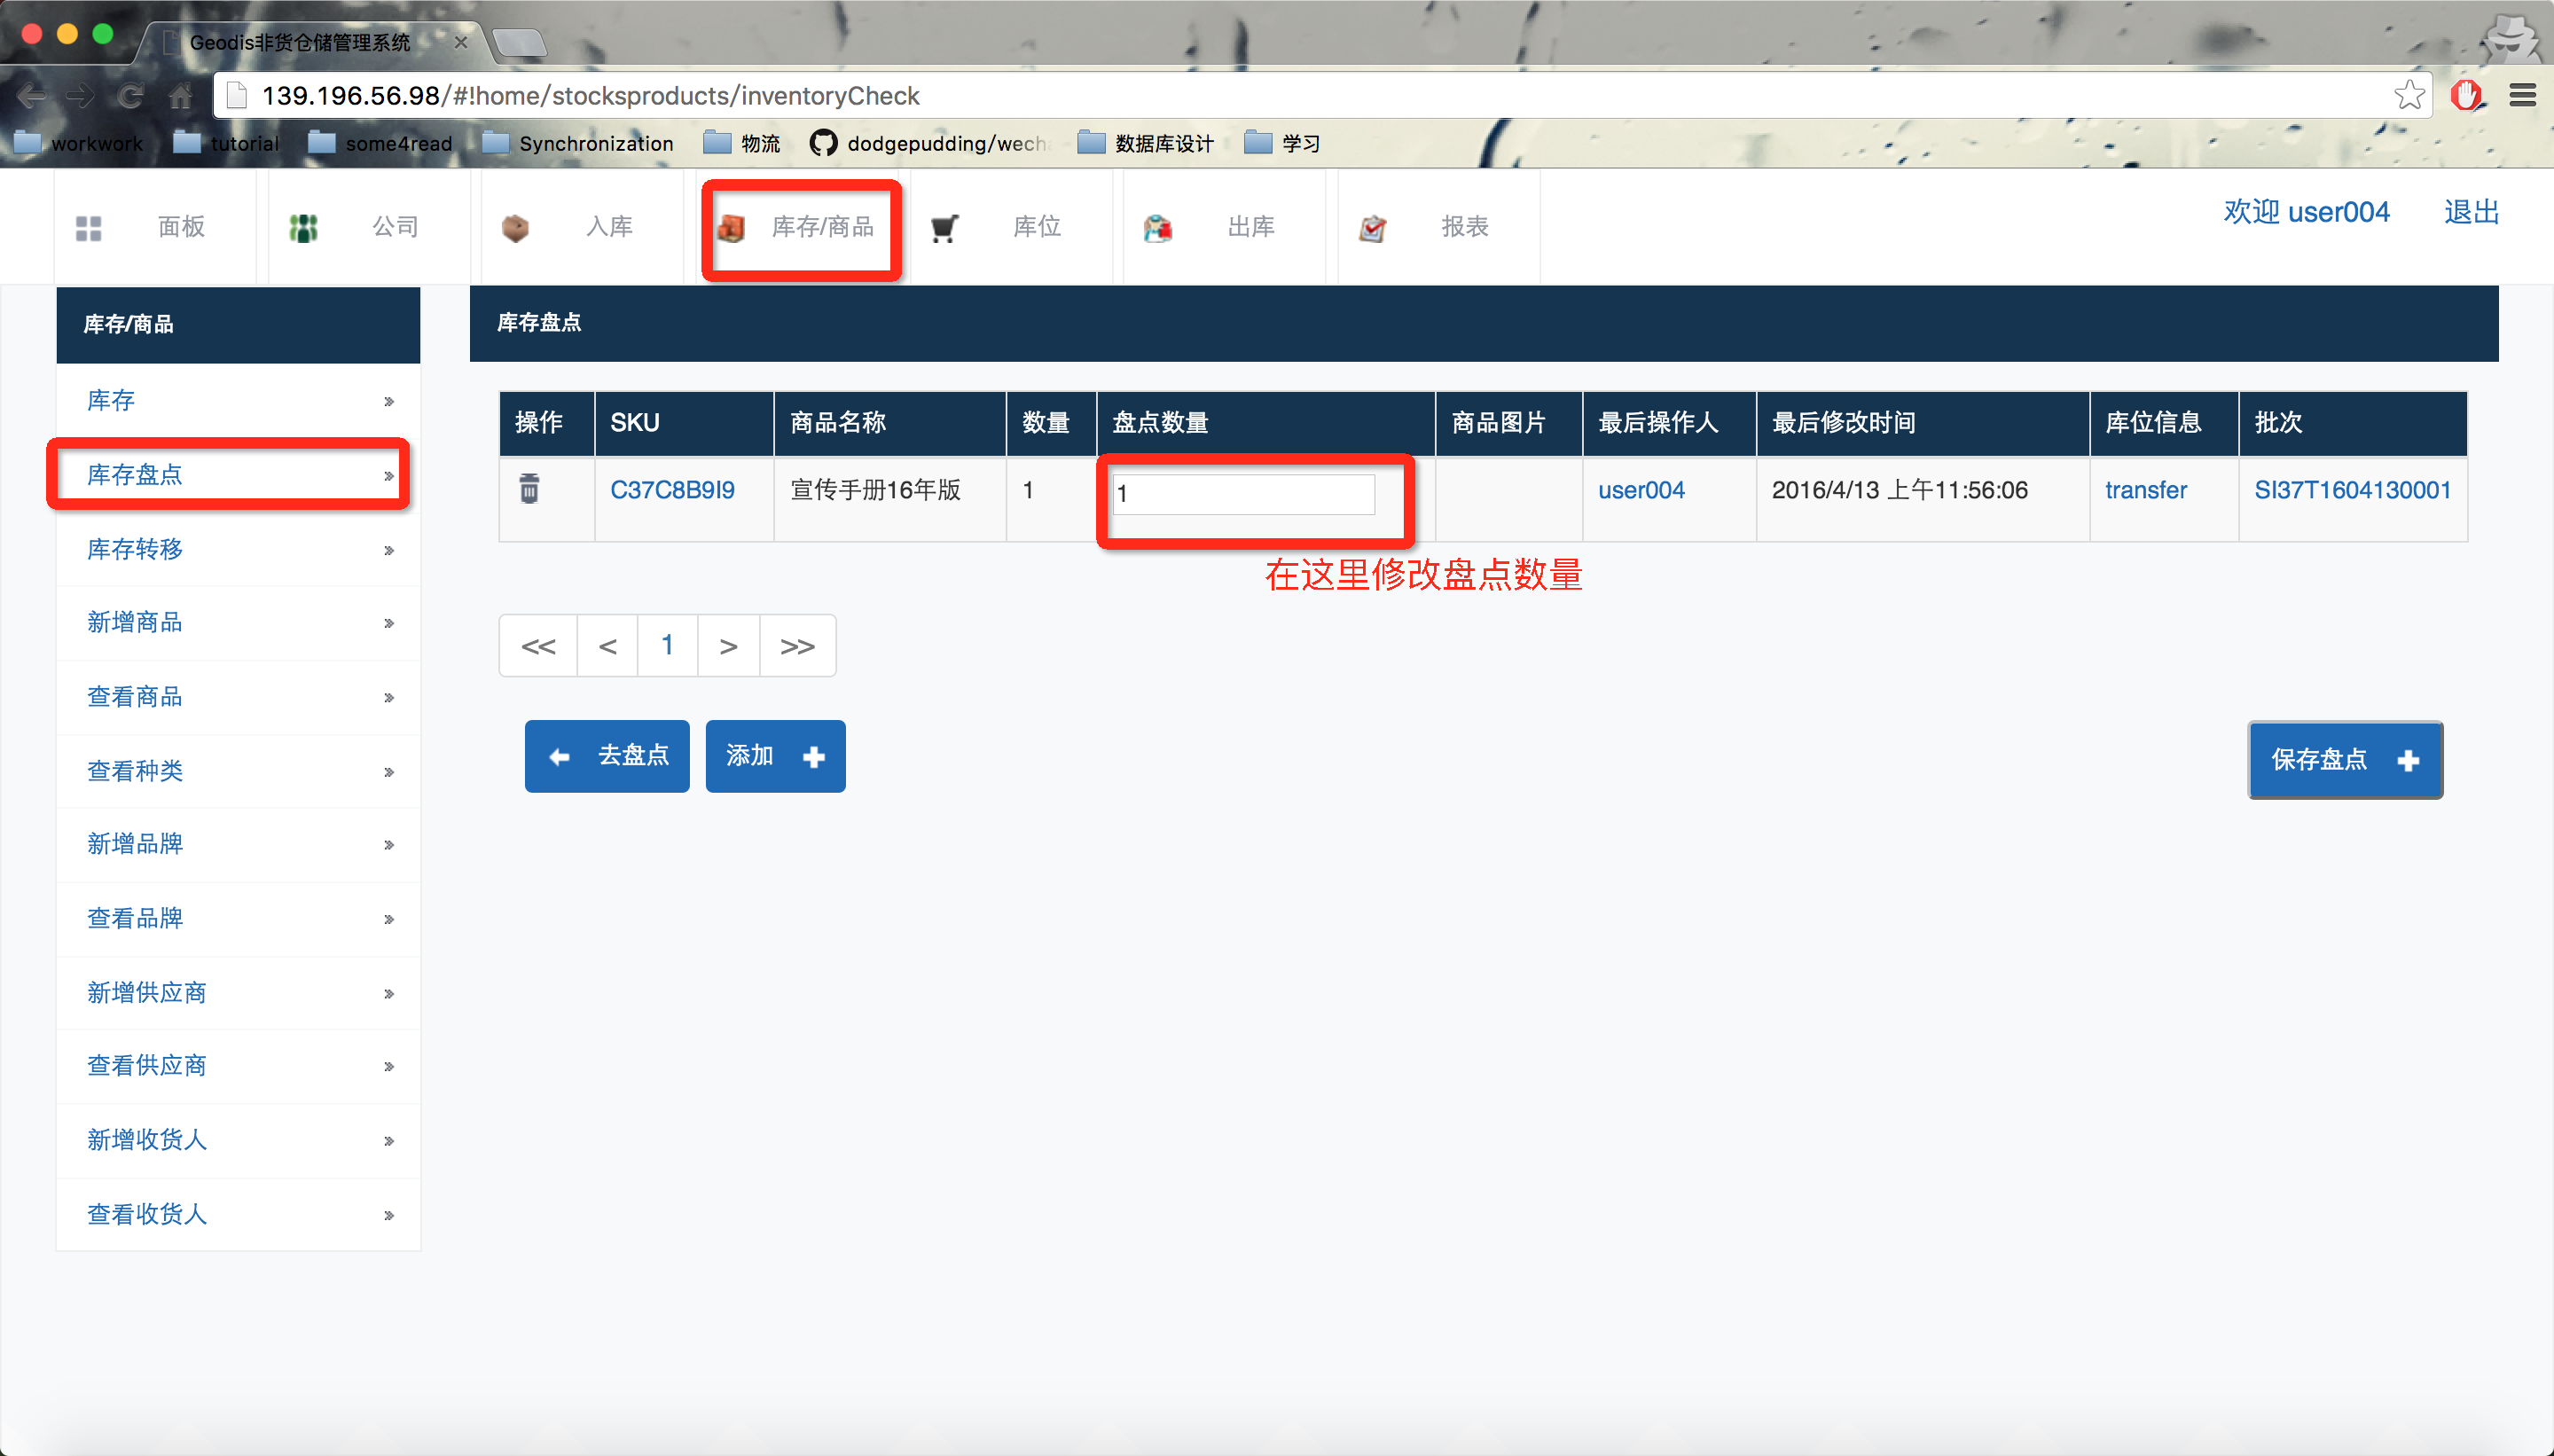 Geodis非货仓储管理系统
139.196.56.98/#!home/stocksproducts/inventoryCheck
workwork tutorial some4read Synchronization 物流 dodgepudding/wech 数据库设计 学习
面板 公司 入库 库存/商品 库位 出库 报表 欢迎 user004 退出
库存/商品
库存
库存盘点
库存转移
新增商品
查看商品
查看种类
新增品牌
查看品牌
新增供应商
查看供应商
新增收货人
查看收货人
库存盘点
操作 SKU 商品名称 数量 盘点数量 商品图片 最后操作人 最后修改时间 库位信息 批次
C37C8B9I9 宣传手册16年版 1 1 user004 2016/4/13 上午11:56:06 transfer SI37T1604130001
在这里修改盘点数量
<< < 1 > >>
去盘点 添加 保存盘点